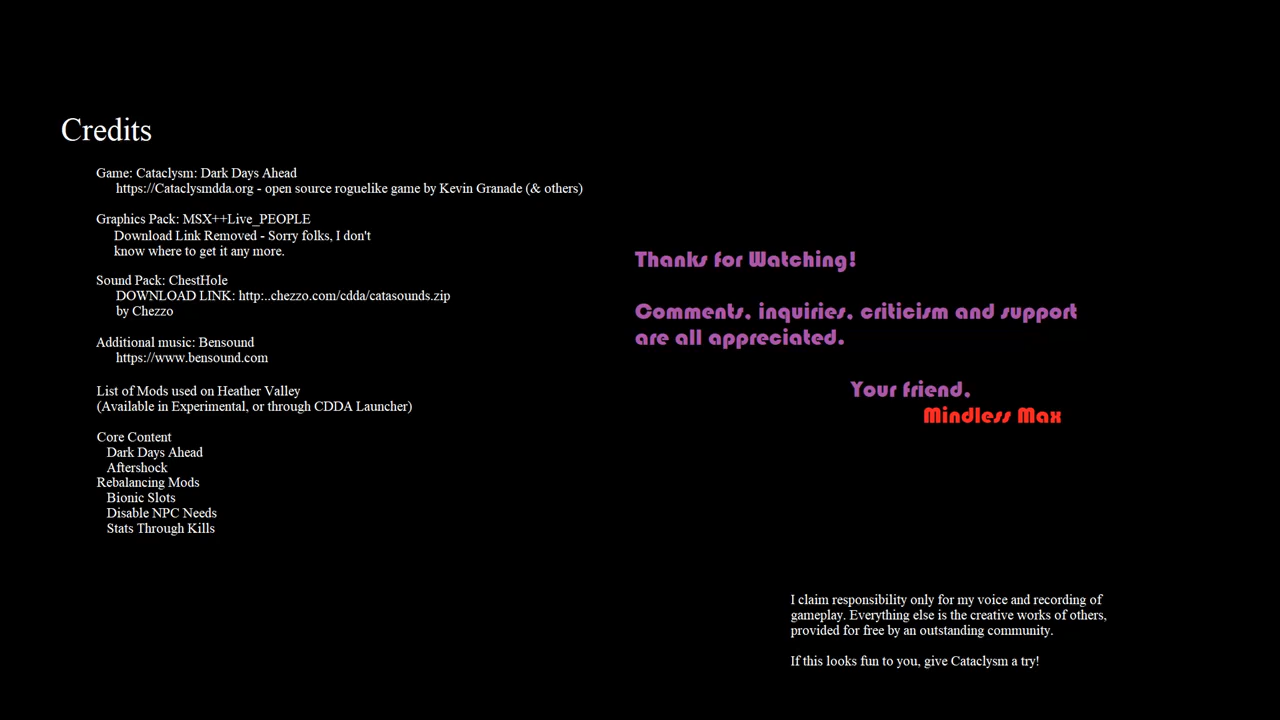 Credits
Game: Cataclysm: Dark Days Ahead
https://Cataclysmdda.org - open source roguelike game by Kevin Granade (& others)
Graphics Pack: MSX++Live_PEOPLE
Download Link Removed - Sorry folks, I don't
know where to get it any more.
Sound Pack: ChestHole
DOWNLOAD LINK: http:..chezzo.com/cdda/catasounds.zip
by Chezzo
Additional music: Bensound
https://www.bensound.com
List of Mods used on Heather Valley
(Available in Experimental, or through CDDA Launcher)
Core Content
Dark Days Ahead
Aftershock
Rebalancing Mods
Bionic Slots
Disable NPC Needs
Stats Through Kills
Thanks for Watching!
Comments, inquiries, criticism and support
are all appreciated.
Your friend,
Mindless Max
I claim responsibility only for my voice and recording of
gameplay. Everything else is the creative works of others,
provided for free by an outstanding community.
If this looks fun to you, give Cataclysm a try!